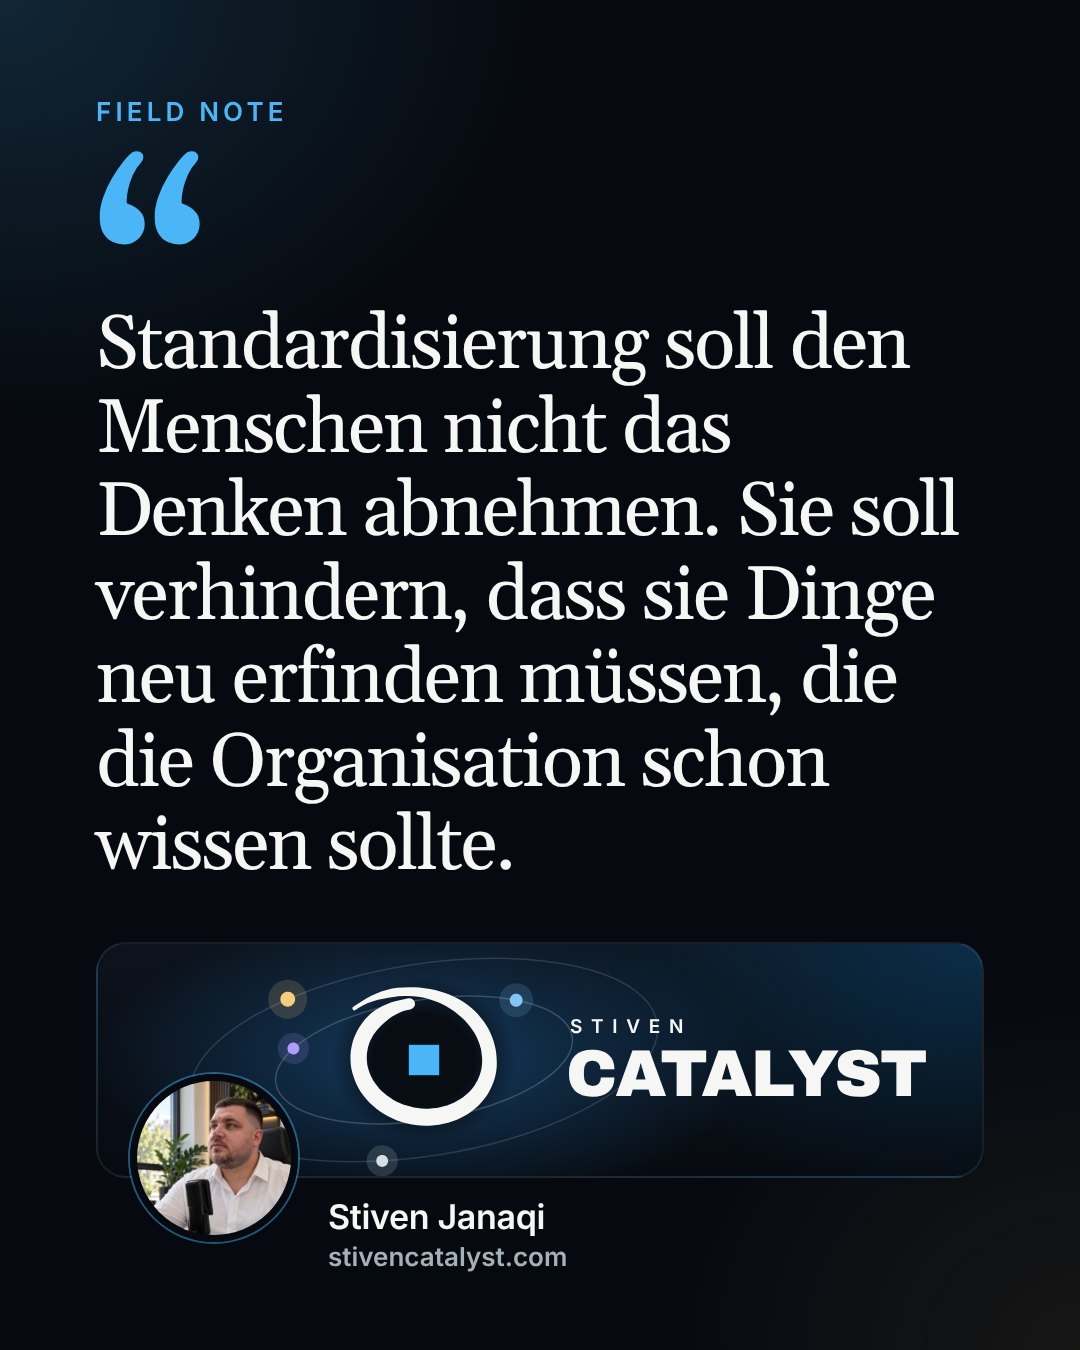 FIELD NOTE
“
Standardisierung soll den
Menschen nicht das
Denken abnehmen. Sie soll
verhindern, dass sie Dinge
neu erfinden müssen, die
die Organisation schon
wissen sollte.
STIVEN
CATALYST
Stiven Janaqi
stivencatalyst.com